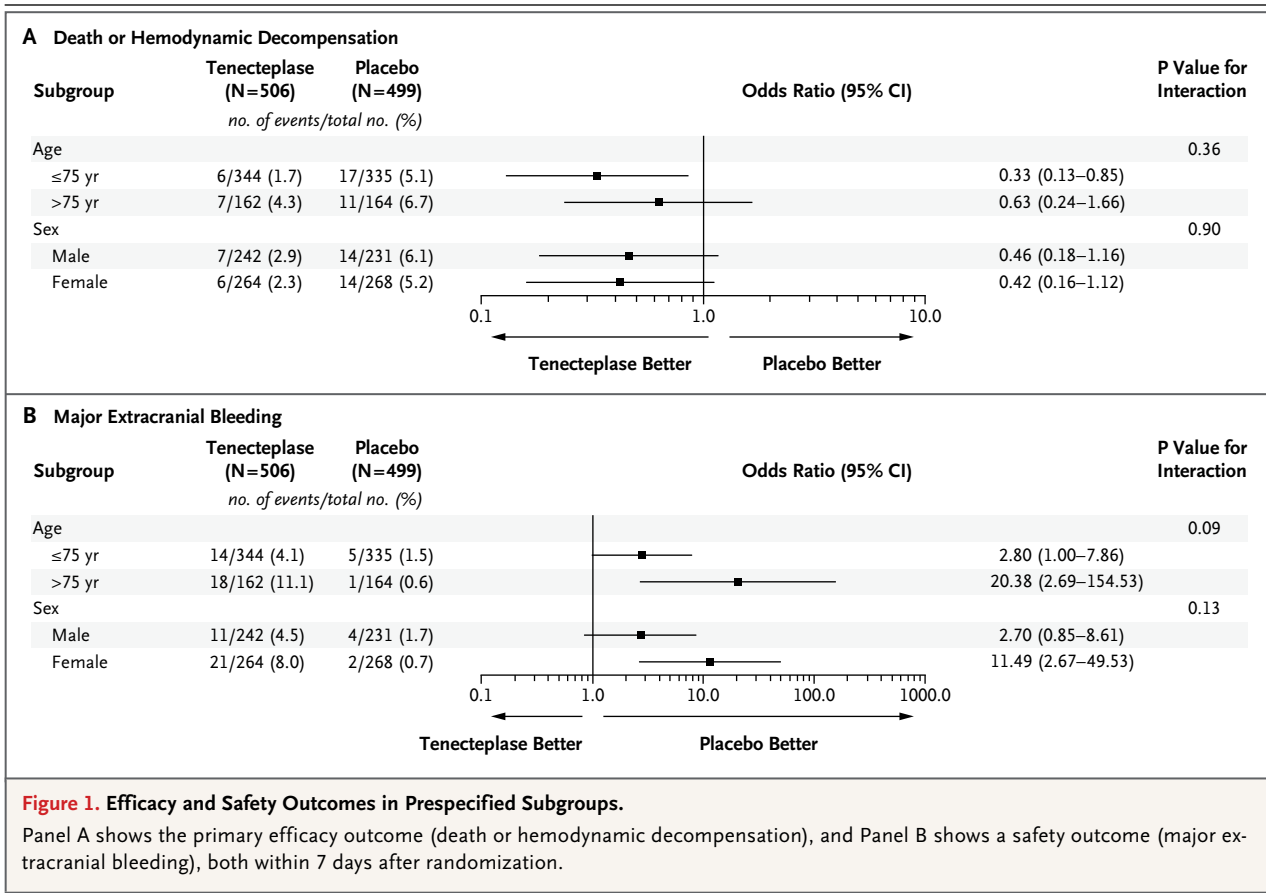 A Death or Hemodynamic Decompensation
Subgroup Tenecteplase (N=506) Placebo (N=499) Odds Ratio (95% CI) P Value for Interaction
no. of events/total no. (%)
Age 0.36
≤75 yr 6/344 (1.7) 17/335 (5.1) 0.33 (0.13–0.85)
>75 yr 7/162 (4.3) 11/164 (6.7) 0.63 (0.24–1.66)
Sex 0.90
Male 7/242 (2.9) 14/231 (6.1) 0.46 (0.18–1.16)
Female 6/264 (2.3) 14/268 (5.2) 0.42 (0.16–1.12)
0.1 1.0 10.0
Tenecteplase Better Placebo Better
B Major Extracranial Bleeding
Subgroup Tenecteplase (N=506) Placebo (N=499) Odds Ratio (95% CI) P Value for Interaction
no. of events/total no. (%)
Age 0.09
≤75 yr 14/344 (4.1) 5/335 (1.5) 2.80 (1.00–7.86)
>75 yr 18/162 (11.1) 1/164 (0.6) 20.38 (2.69–154.53)
Sex 0.13
Male 11/242 (4.5) 4/231 (1.7) 2.70 (0.85–8.61)
Female 21/264 (8.0) 2/268 (0.7) 11.49 (2.67–49.53)
0.1 1.0 10.0 100.0 1000.0
Tenecteplase Better Placebo Better
Figure 1. Efficacy and Safety Outcomes in Prespecified Subgroups.
Panel A shows the primary efficacy outcome (death or hemodynamic decompensation), and Panel B shows a safety outcome (major ex-
tracranial bleeding), both within 7 days after randomization.